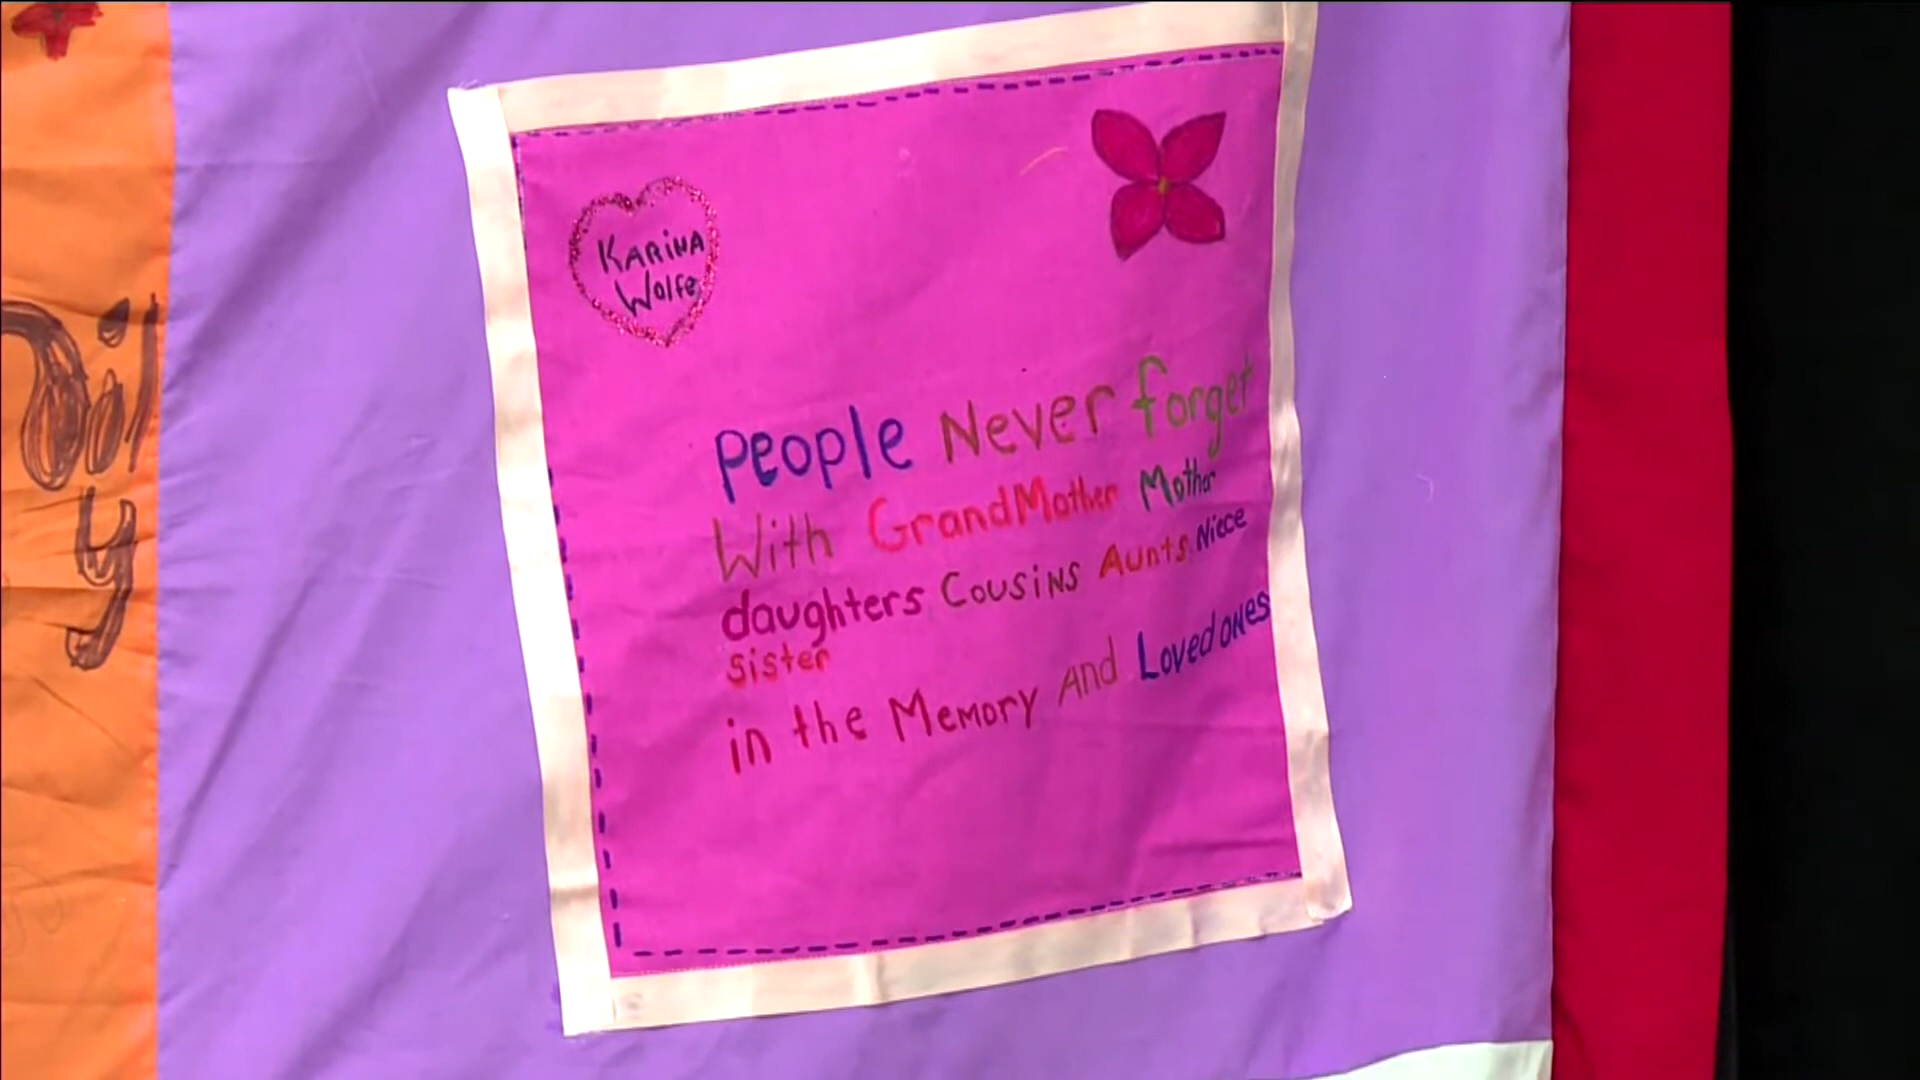 KARINA
Wolfe
People Never forget
With GrandMother Mother
daughters Cousins Aunts Niece
sister
in the Memory And Loved ones